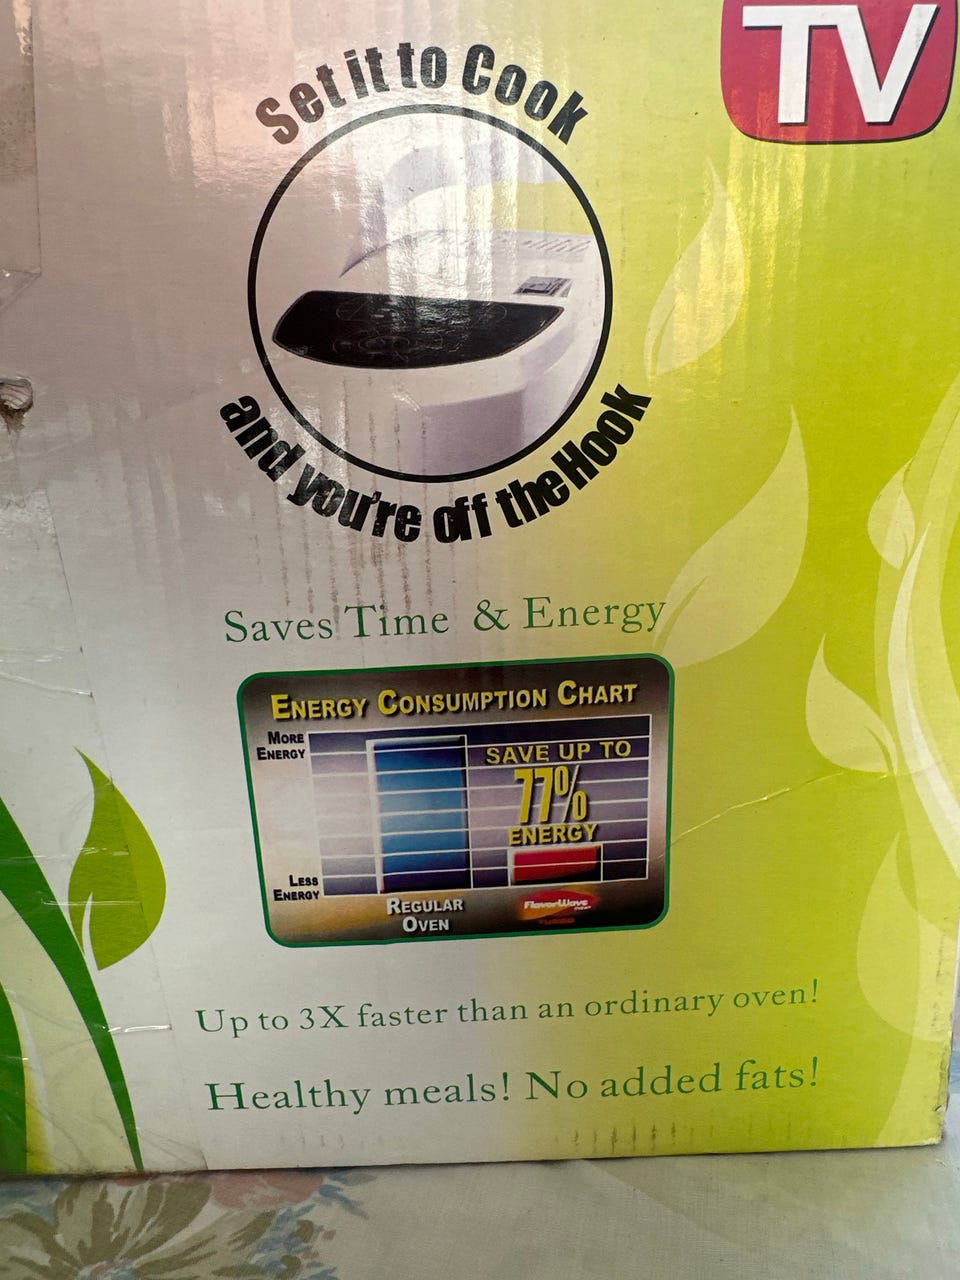 TV
Set it to Cook
and you're off the Hook
Saves Time & Energy
ENERGY CONSUMPTION CHART
MORE
ENERGY
SAVE UP TO
77%
ENERGY
LESS
ENERGY
REGULAR
OVEN
FlavorWave
TURBO
Up to 3X faster than an ordinary oven!
Healthy meals! No added fats!